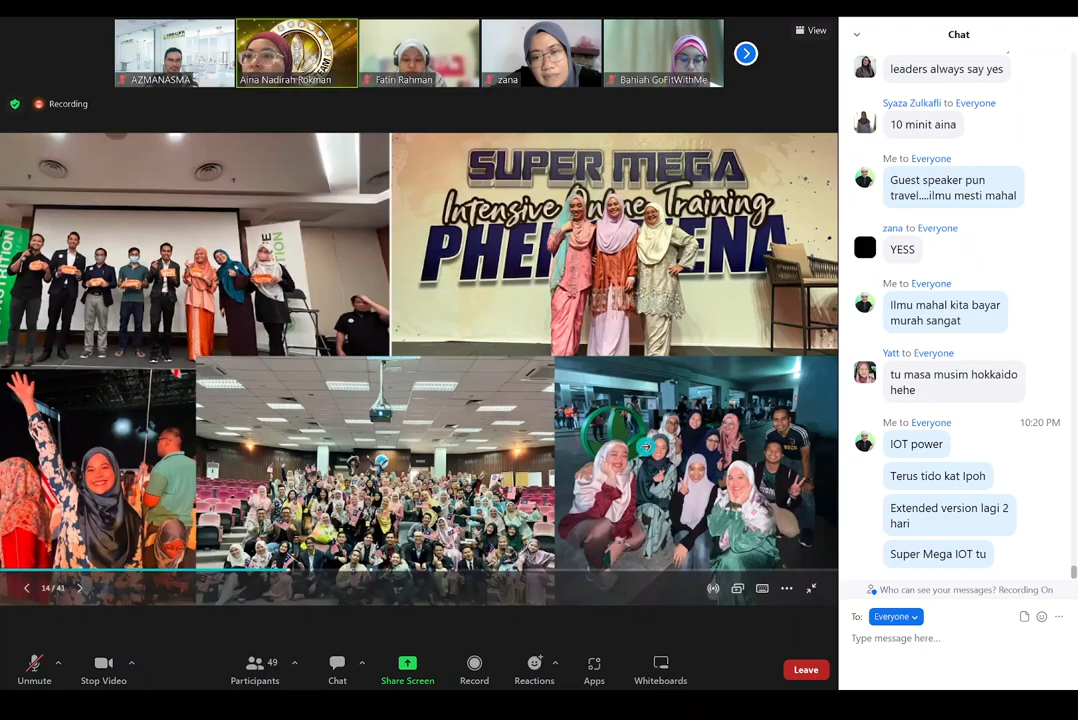 View
AZMANASMA
Aina Nadirah Rokman
Fatin Rahman
zana
Bahiah GoFitWithMe
Recording
NUTRITION
SUPER MEGA
Intensive Online Training
14 / 41
Unmute
Stop Video
49
Participants
Chat
Share Screen
Record
Reactions
Apps
Whiteboards
Leave
Chat
leaders always say yes
Syaza Zulkafli to Everyone
10 minit aina
Me to Everyone
Guest speaker pun
travel....ilmu mesti mahal
zana to Everyone
YESS
Me to Everyone
Ilmu mahal kita bayar
murah sangat
Yatt to Everyone
tu masa musim hokkaido
hehe
Me to Everyone
10:20 PM
IOT power
Terus tido kat Ipoh
Extended version lagi 2
hari
Super Mega IOT tu
Who can see your messages? Recording On
To: Everyone
Type message here...